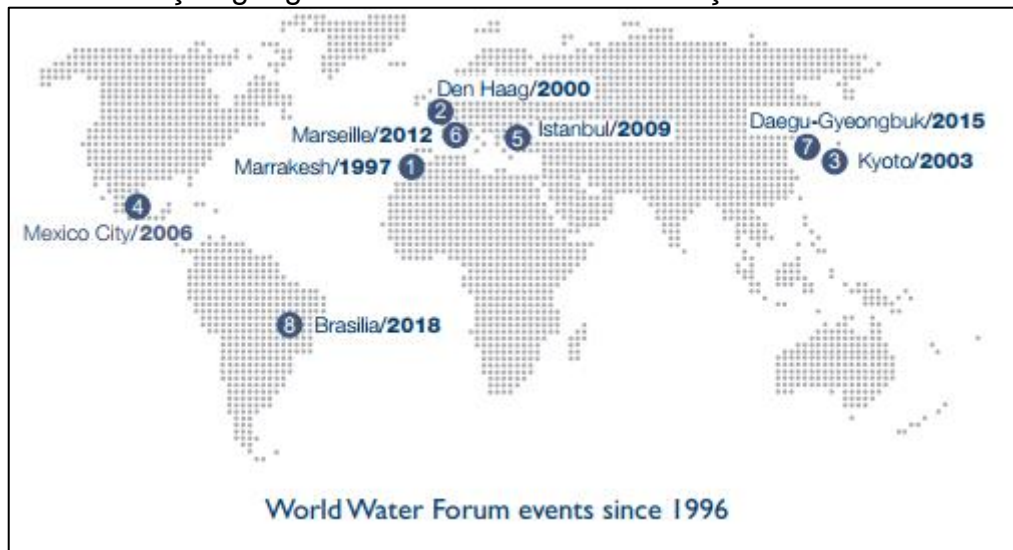 Den Haag/2000
2
Marseille/2012
6
5
Istanbul/2009
Daegu-Gyeongbuk/2015
7
Marrakesh/1997
1
3
Kyoto/2003
4
Mexico City/2006
8
Brasilia/2018
World Water Forum events since 1996